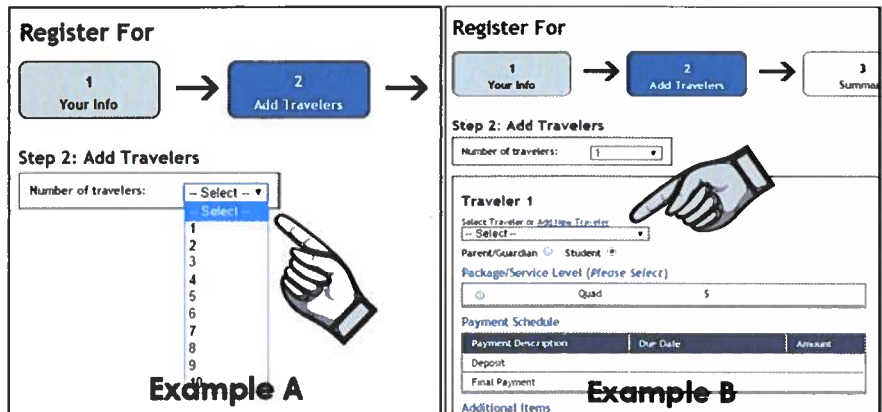 Register For
1
Your Info
2
Add Travelers
Step 2: Add Travelers
Number of travelers:
-- Select --
-- Select --
1
2
3
4
5
6
7
8
9
10
Example A
Register For
1
Your Info
2
Add Travelers
3
Summar
Step 2: Add Travelers
Number of travelers: 1
Traveler 1
Select Traveler or Add New Traveler
-- Select --
Parent/Guardian Student
Package/Service Level (Please Select)
Quad S
Payment Schedule
Payment Description Due Date Amount
Deposit
Final Payment
Example B
Additional Items